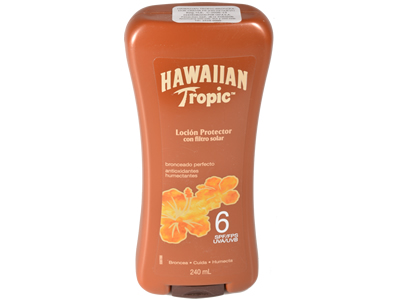 HAWAIIAN
Tropic™
Loción Protector
con filtro solar
bronceado perfecto
antioxidantes
humectantes
6
SPF/FPS
UVA/UVB
Broncea • Cuida • Humecta
240 mL